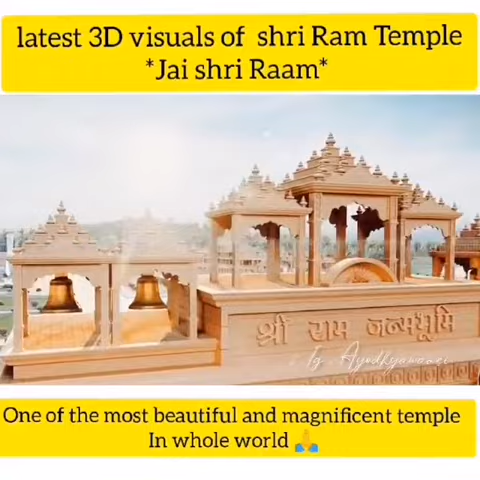 latest 3D visuals of shri Ram Temple
*Jai shri Raam*
श्री राम जन्मभूमि
One of the most beautiful and magnificent temple
In whole world 🙏